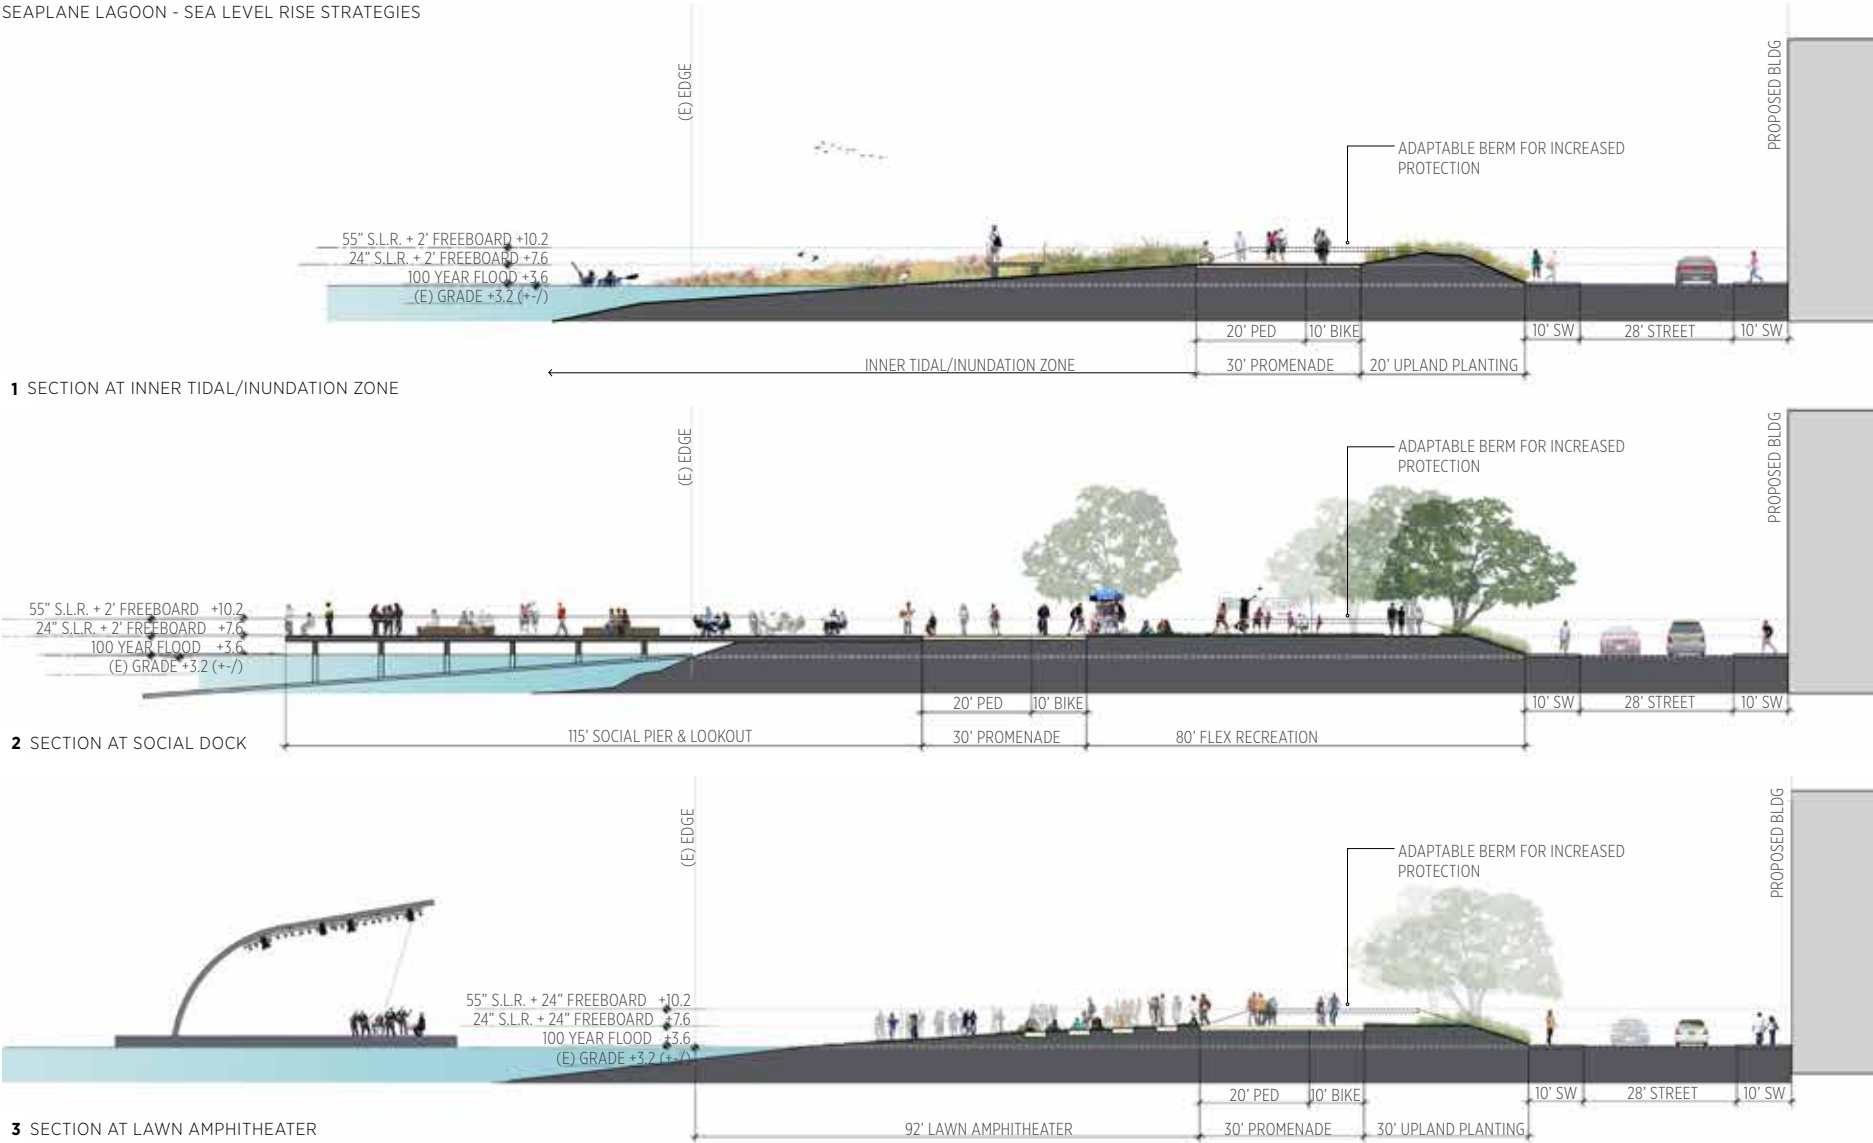 SEAPLANE LAGOON - SEA LEVEL RISE STRATEGIES
(E) EDGE
PROPOSED BLDG
ADAPTABLE BERM FOR INCREASED
PROTECTION
55" S.L.R. + 2' FREEBOARD +10.2
24" S.L.R. + 2' FREEBOARD +7.6
100 YEAR FLOOD +3.6
(E) GRADE +3.2 (+-/)
20' PED
10' BIKE
10' SW
28' STREET
10' SW
INNER TIDAL/INUNDATION ZONE
30' PROMENADE
20' UPLAND PLANTING
1 SECTION AT INNER TIDAL/INUNDATION ZONE
(E) EDGE
PROPOSED BLDG
ADAPTABLE BERM FOR INCREASED
PROTECTION
55" S.L.R. + 2' FREEBOARD +10.2
24" S.L.R. + 2' FREEBOARD +7.6
100 YEAR FLOOD +3.6
(E) GRADE +3.2 (+-/)
20' PED
10' BIKE
10' SW
28' STREET
10' SW
115' SOCIAL PIER & LOOKOUT
30' PROMENADE
80' FLEX RECREATION
2 SECTION AT SOCIAL DOCK
(E) EDGE
PROPOSED BLDG
ADAPTABLE BERM FOR INCREASED
PROTECTION
55" S.L.R. + 24" FREEBOARD +10.2
24" S.L.R. + 24" FREEBOARD +7.6
100 YEAR FLOOD +3.6
(E) GRADE +3.2 (+-/)
20' PED
10' BIKE
10' SW
28' STREET
10' SW
92' LAWN AMPHITHEATER
30' PROMENADE
30' UPLAND PLANTING
3 SECTION AT LAWN AMPHITHEATER